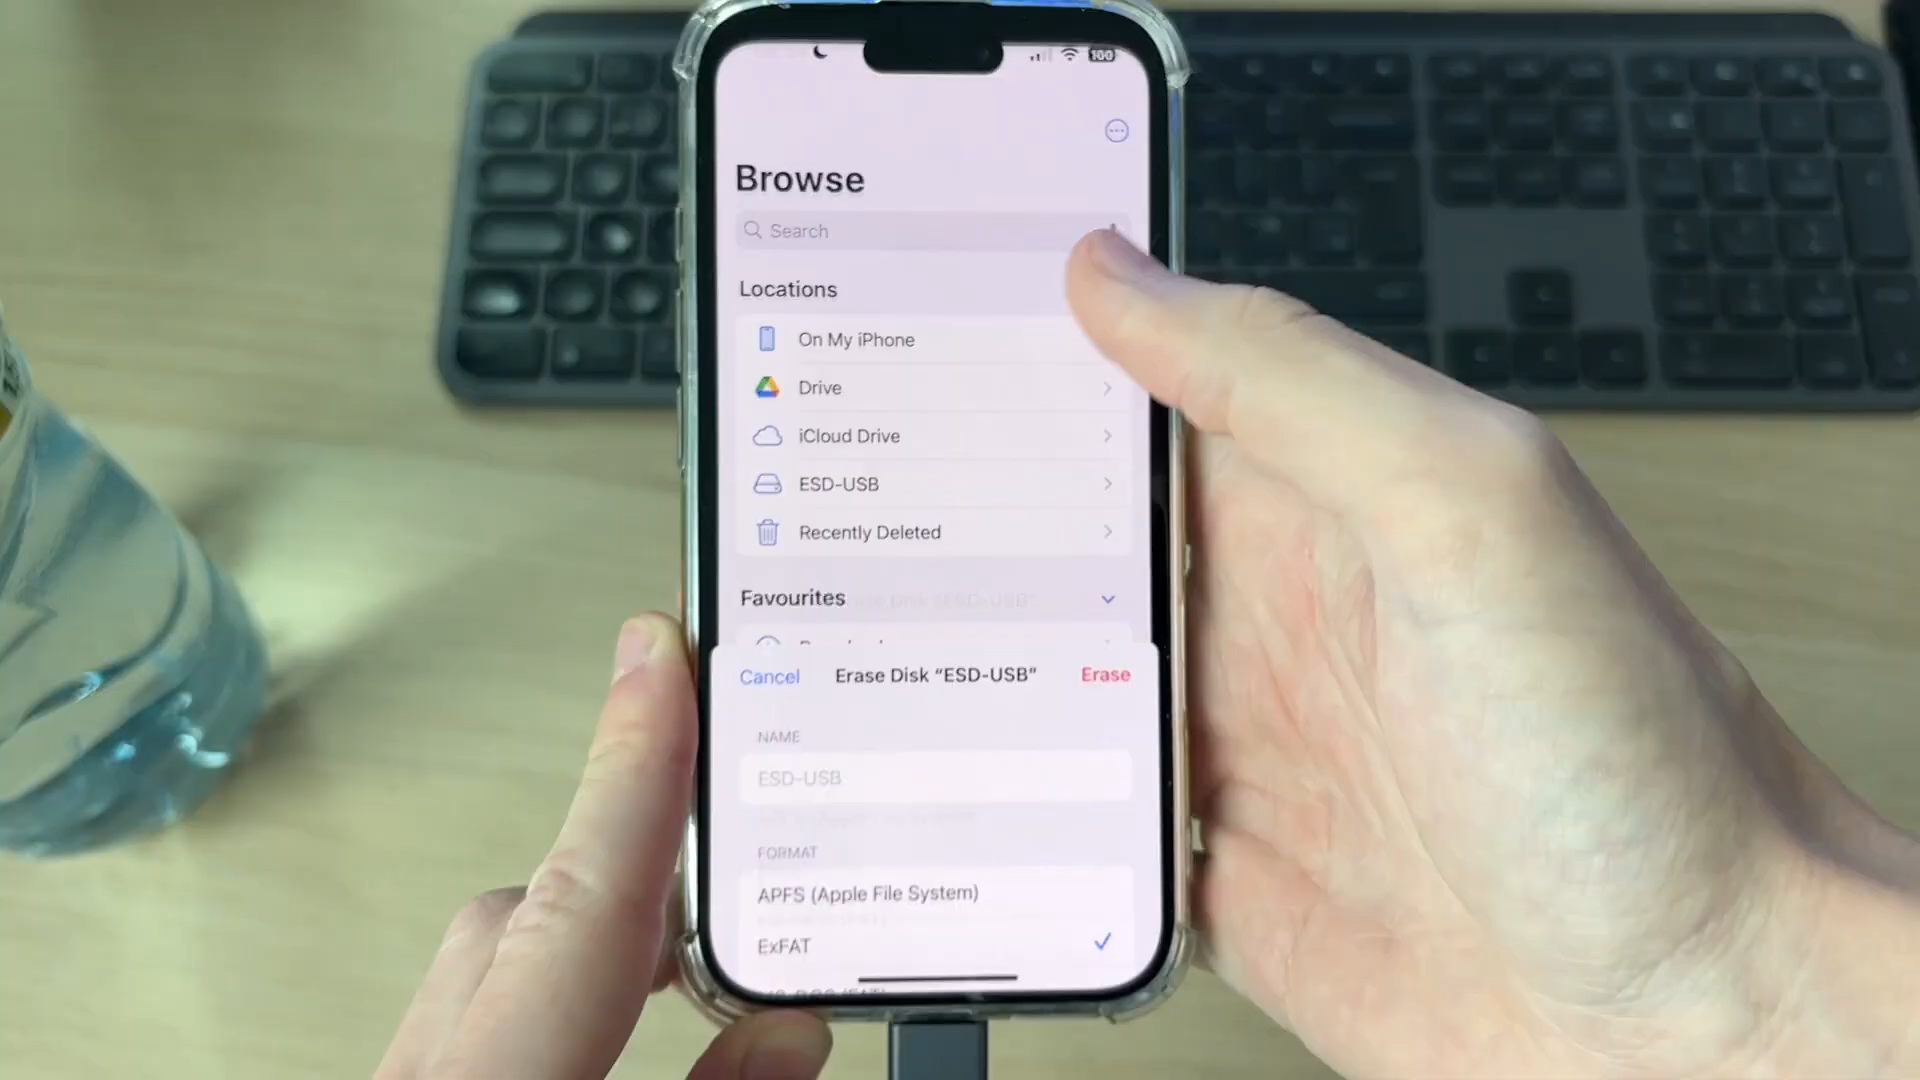 100
Browse
Search
Locations
On My iPhone
Drive
iCloud Drive
ESD-USB
Recently Deleted
Favourites
Cancel
Erase Disk “ESD-USB”
Erase
NAME
ESD-USB
FORMAT
APFS (Apple File System)
ExFAT